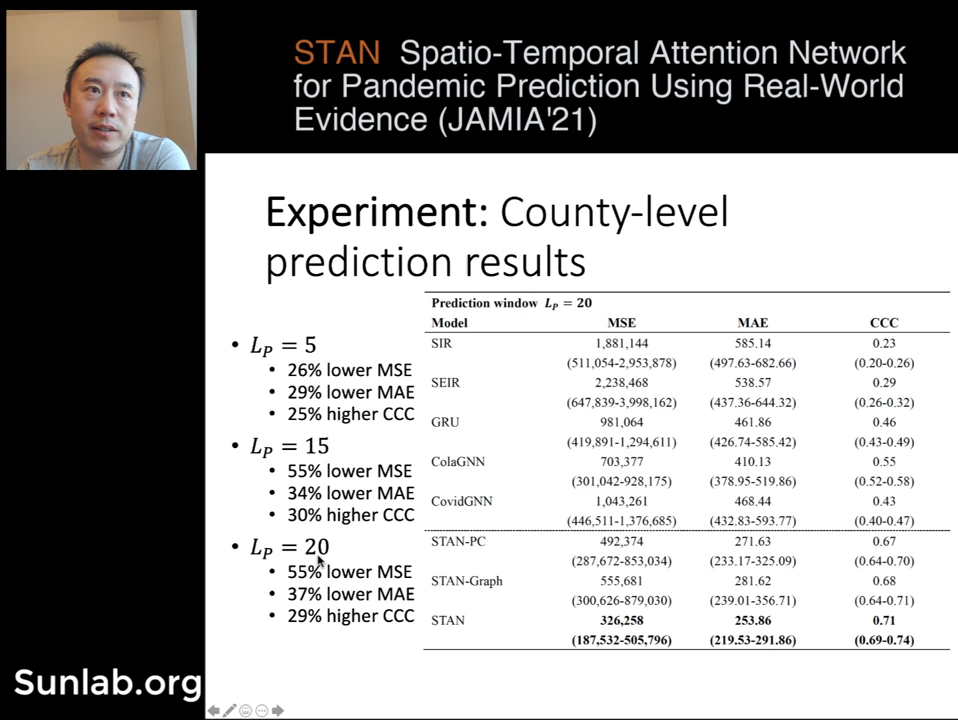 STAN Spatio-Temporal Attention Network
for Pandemic Prediction Using Real-World
Evidence (JAMIA'21)
Experiment: County-level
prediction results
• L_P = 5
• 26% lower MSE
• 29% lower MAE
• 25% higher CCC
• L_P = 15
• 55% lower MSE
• 34% lower MAE
• 30% higher CCC
• L_P = 20
• 55% lower MSE
• 37% lower MAE
• 29% higher CCC
Prediction window L_P = 20
Model MSE MAE CCC
SIR 1,881,144 585.14 0.23
(511,054-2,953,878) (497.63-682.66) (0.20-0.26)
SEIR 2,238,468 538.57 0.29
(647,839-3,998,162) (437.36-644.32) (0.26-0.32)
GRU 981,064 461.86 0.46
(419,891-1,294,611) (426.74-585.42) (0.43-0.49)
ColaGNN 703,377 410.13 0.55
(301,042-928,175) (378.95-519.86) (0.52-0.58)
CovidGNN 1,043,261 468.44 0.43
(446,511-1,376,685) (432.83-593.77) (0.40-0.47)
STAN-PC 492,374 271.63 0.67
(287,672-853,034) (233.17-325.09) (0.64-0.70)
STAN-Graph 555,681 281.62 0.68
(300,626-879,030) (239.01-356.71) (0.64-0.71)
STAN 326,258 253.86 0.71
(187,532-505,796) (219.53-291.86) (0.69-0.74)
Sunlab.org